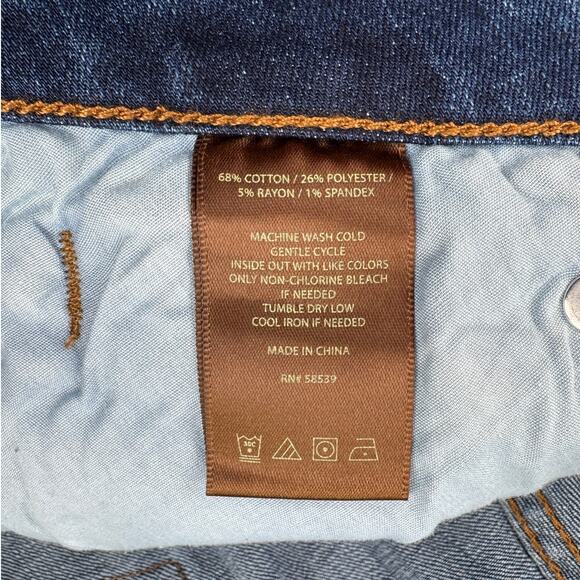 68% COTTON / 26% POLYESTER /
5% RAYON / 1% SPANDEX
MACHINE WASH COLD
GENTLE CYCLE
INSIDE OUT WITH LIKE COLORS
ONLY NON-CHLORINE BLEACH
IF NEEDED
TUMBLE DRY LOW
COOL IRON IF NEEDED
MADE IN CHINA
RN# 58539
30C